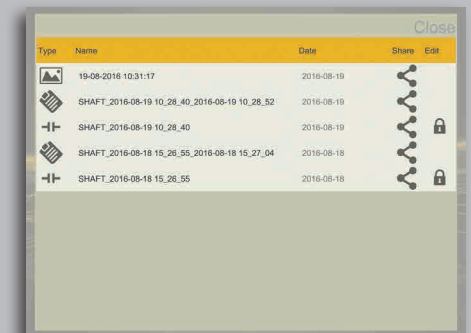 Close
Type Name Date Share Edit
19-08-2016 10:31:17 2016-08-19
SHAFT_2016-08-19 10_28_40_2016-08-19 10_28_52 2016-08-19
SHAFT_2016-08-19 10_28_40 2016-08-19
SHAFT_2016-08-18 15_26_55_2016-08-18 15_27_04 2016-08-18
SHAFT_2016-08-18 15_26_55 2016-08-18